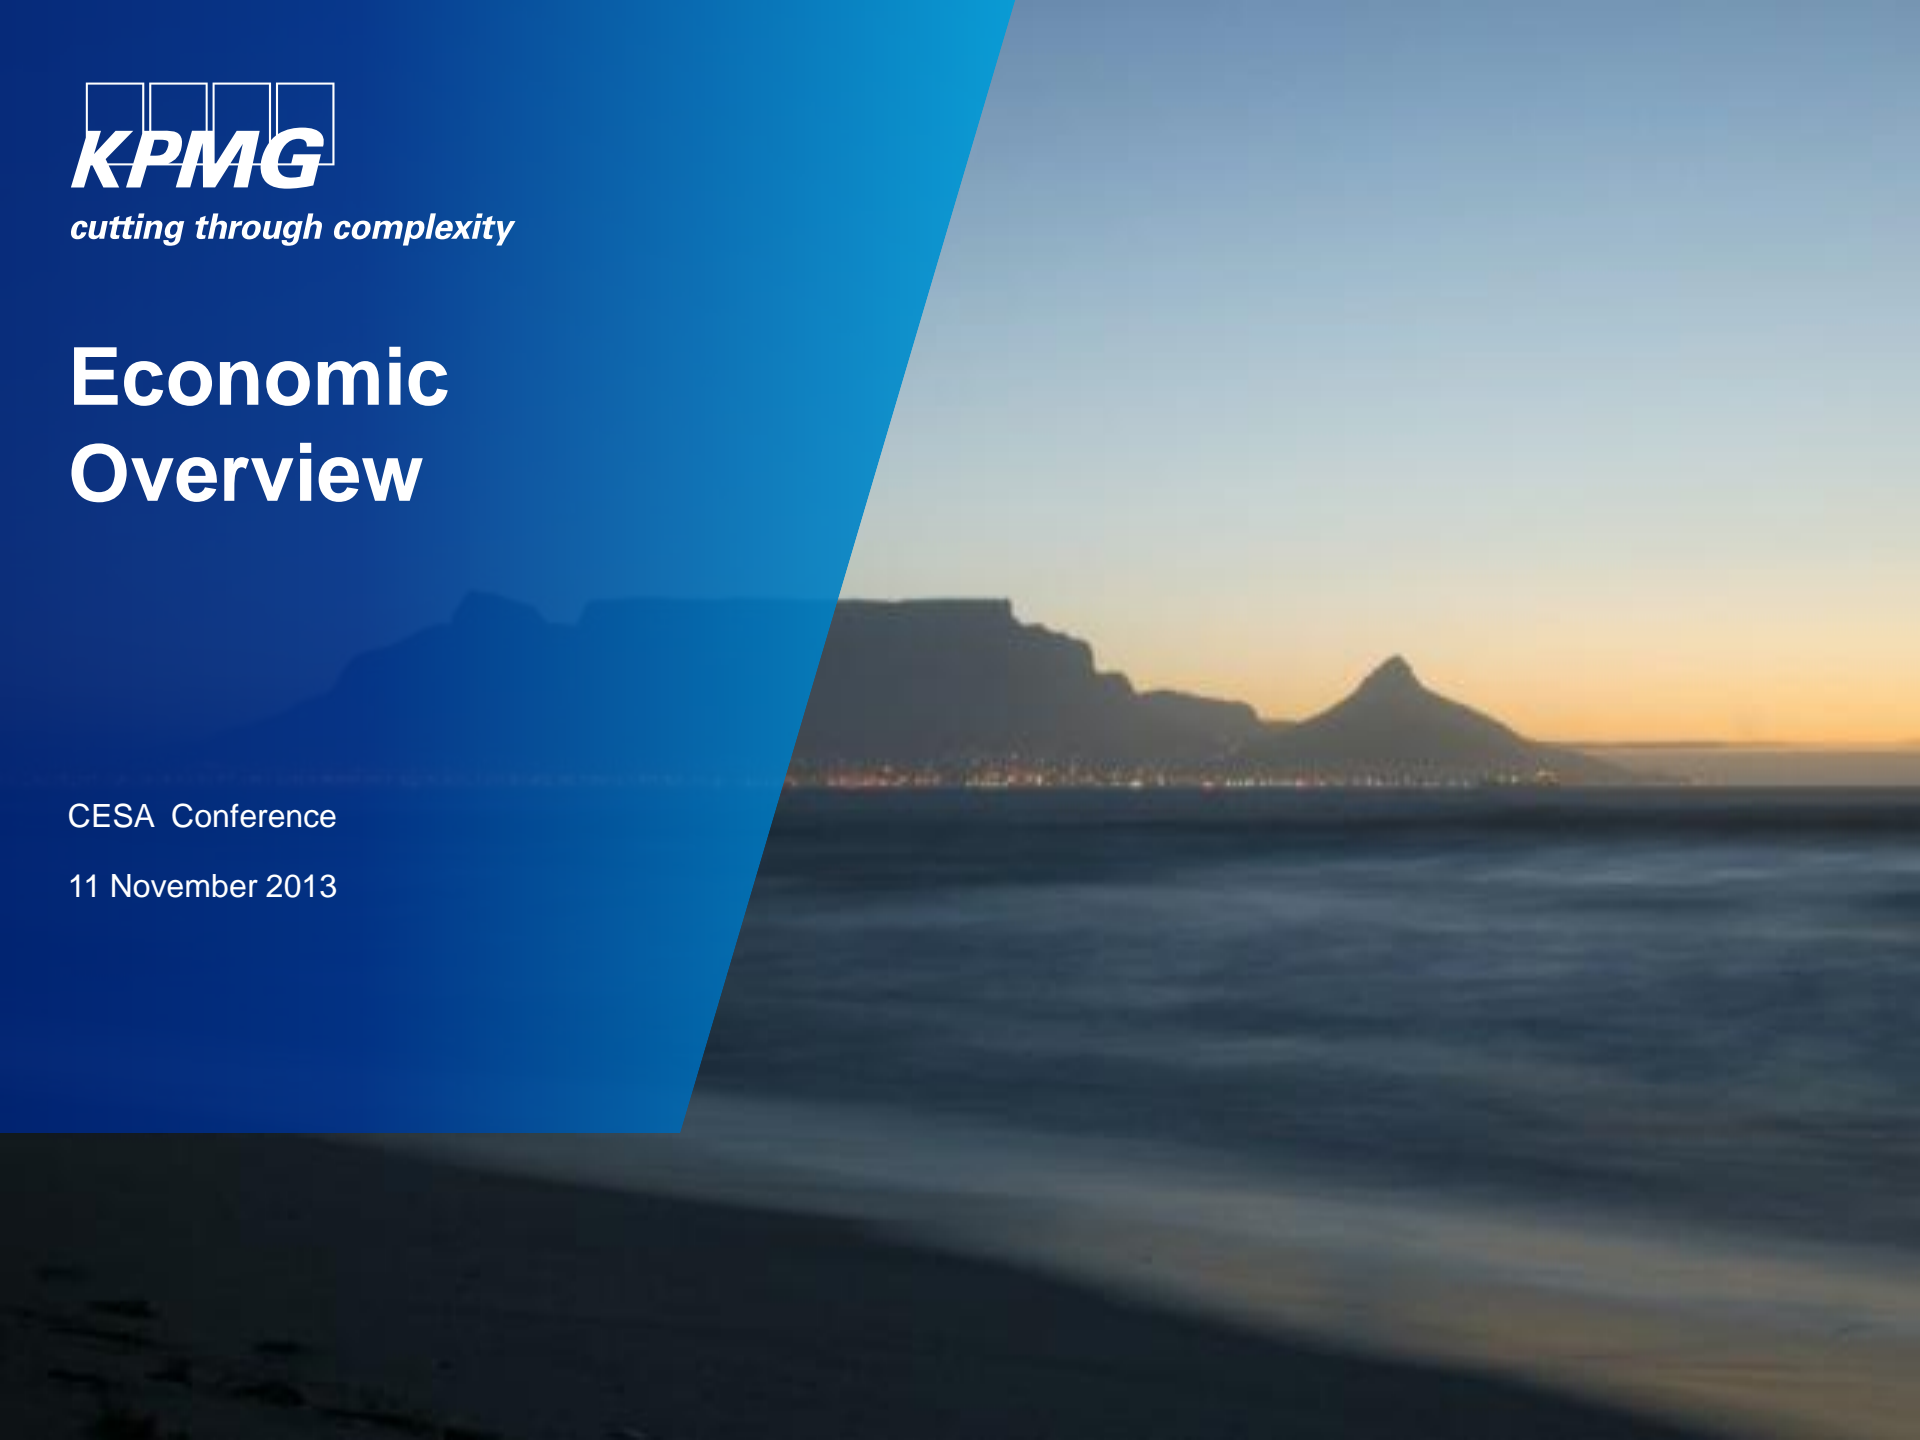 KPMG
cutting through complexity
Economic
Overview
CESA  Conference
11 November 2013